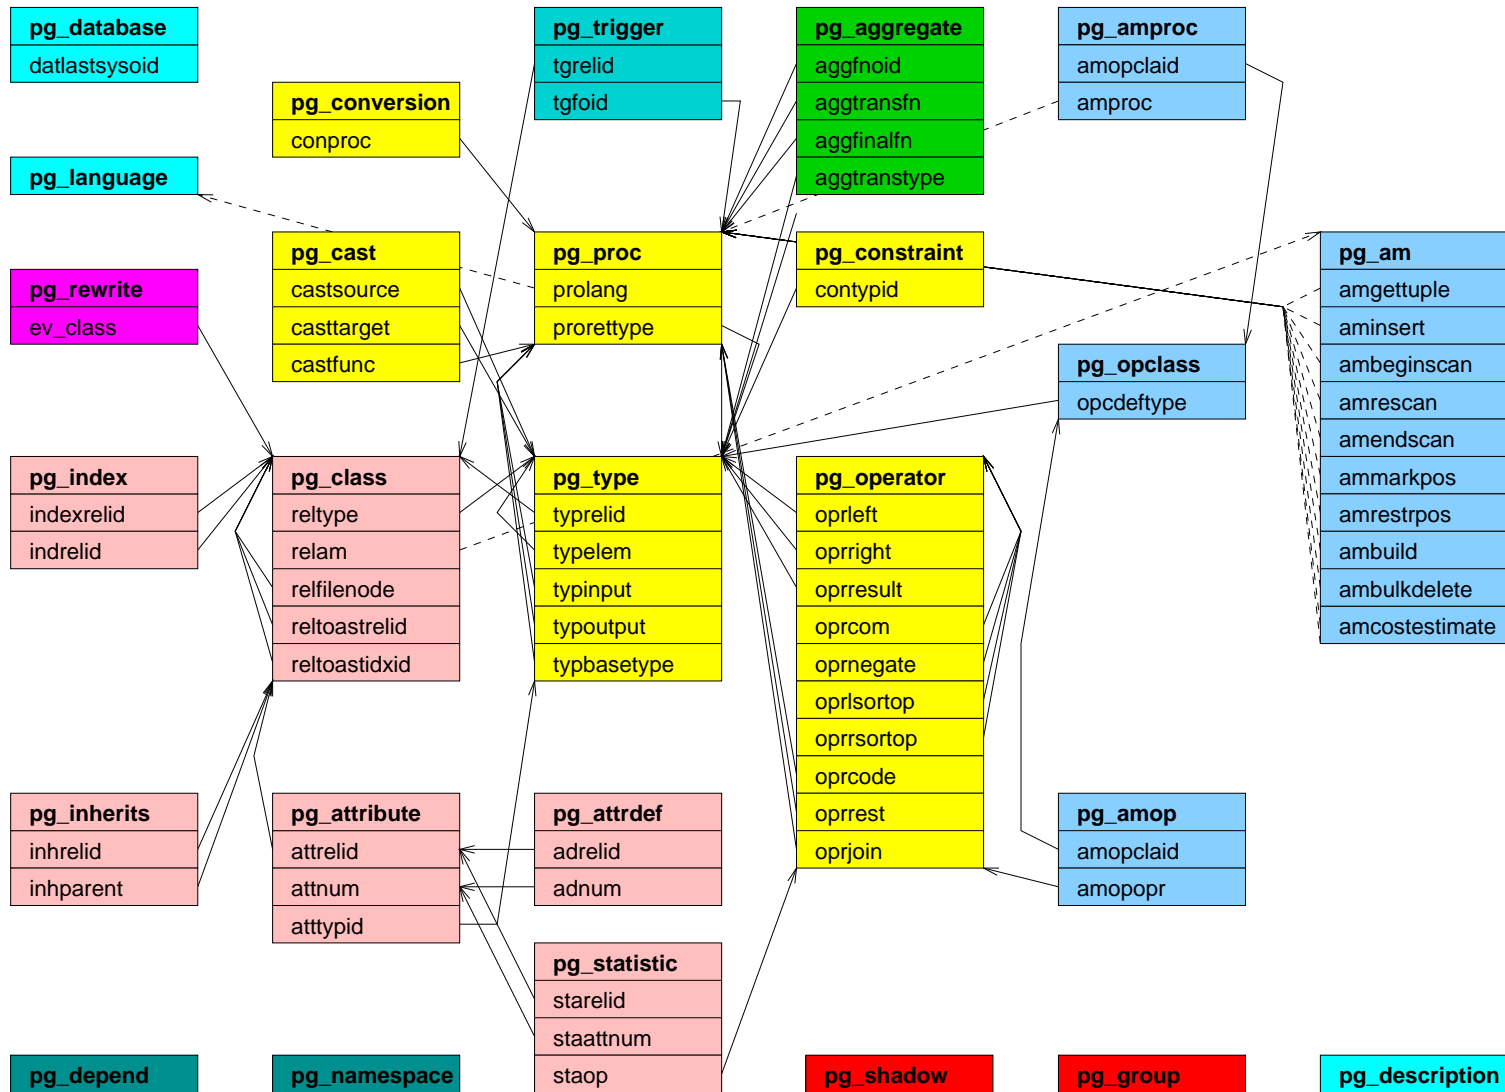 pg_database
datlastsysoid
pg_language
pg_rewrite
ev_class
pg_index
indexrelid
indrelid
pg_inherits
inhrelid
inhparent
pg_depend
pg_conversion
conproc
pg_cast
castsource
casttarget
castfunc
pg_class
reltype
relam
relfilenode
reltoastrelid
reltoastidxid
pg_attribute
attrelid
attnum
atttypid
pg_namespace
pg_trigger
tgrelid
tgfoid
pg_proc
prolang
prorettype
pg_type
typrelid
typelem
typinput
typoutput
typbasetype
pg_attrdef
adrelid
adnum
pg_statistic
starelid
staattnum
staop
pg_aggregate
aggfnoid
aggtransfn
aggfinalfn
aggtranstype
pg_constraint
contypid
pg_operator
oprleft
oprright
oprresult
oprcom
oprnegate
oprlsortop
oprrsortop
oprcode
oprrest
oprjoin
pg_shadow
pg_amproc
amopclaid
amproc
pg_opclass
opcdeftype
pg_amop
amopclaid
amopopr
pg_group
pg_am
amgettuple
aminsert
ambeginscan
amrescan
amendscan
ammarkpos
amrestrpos
ambuild
ambulkdelete
amcostestimate
pg_description